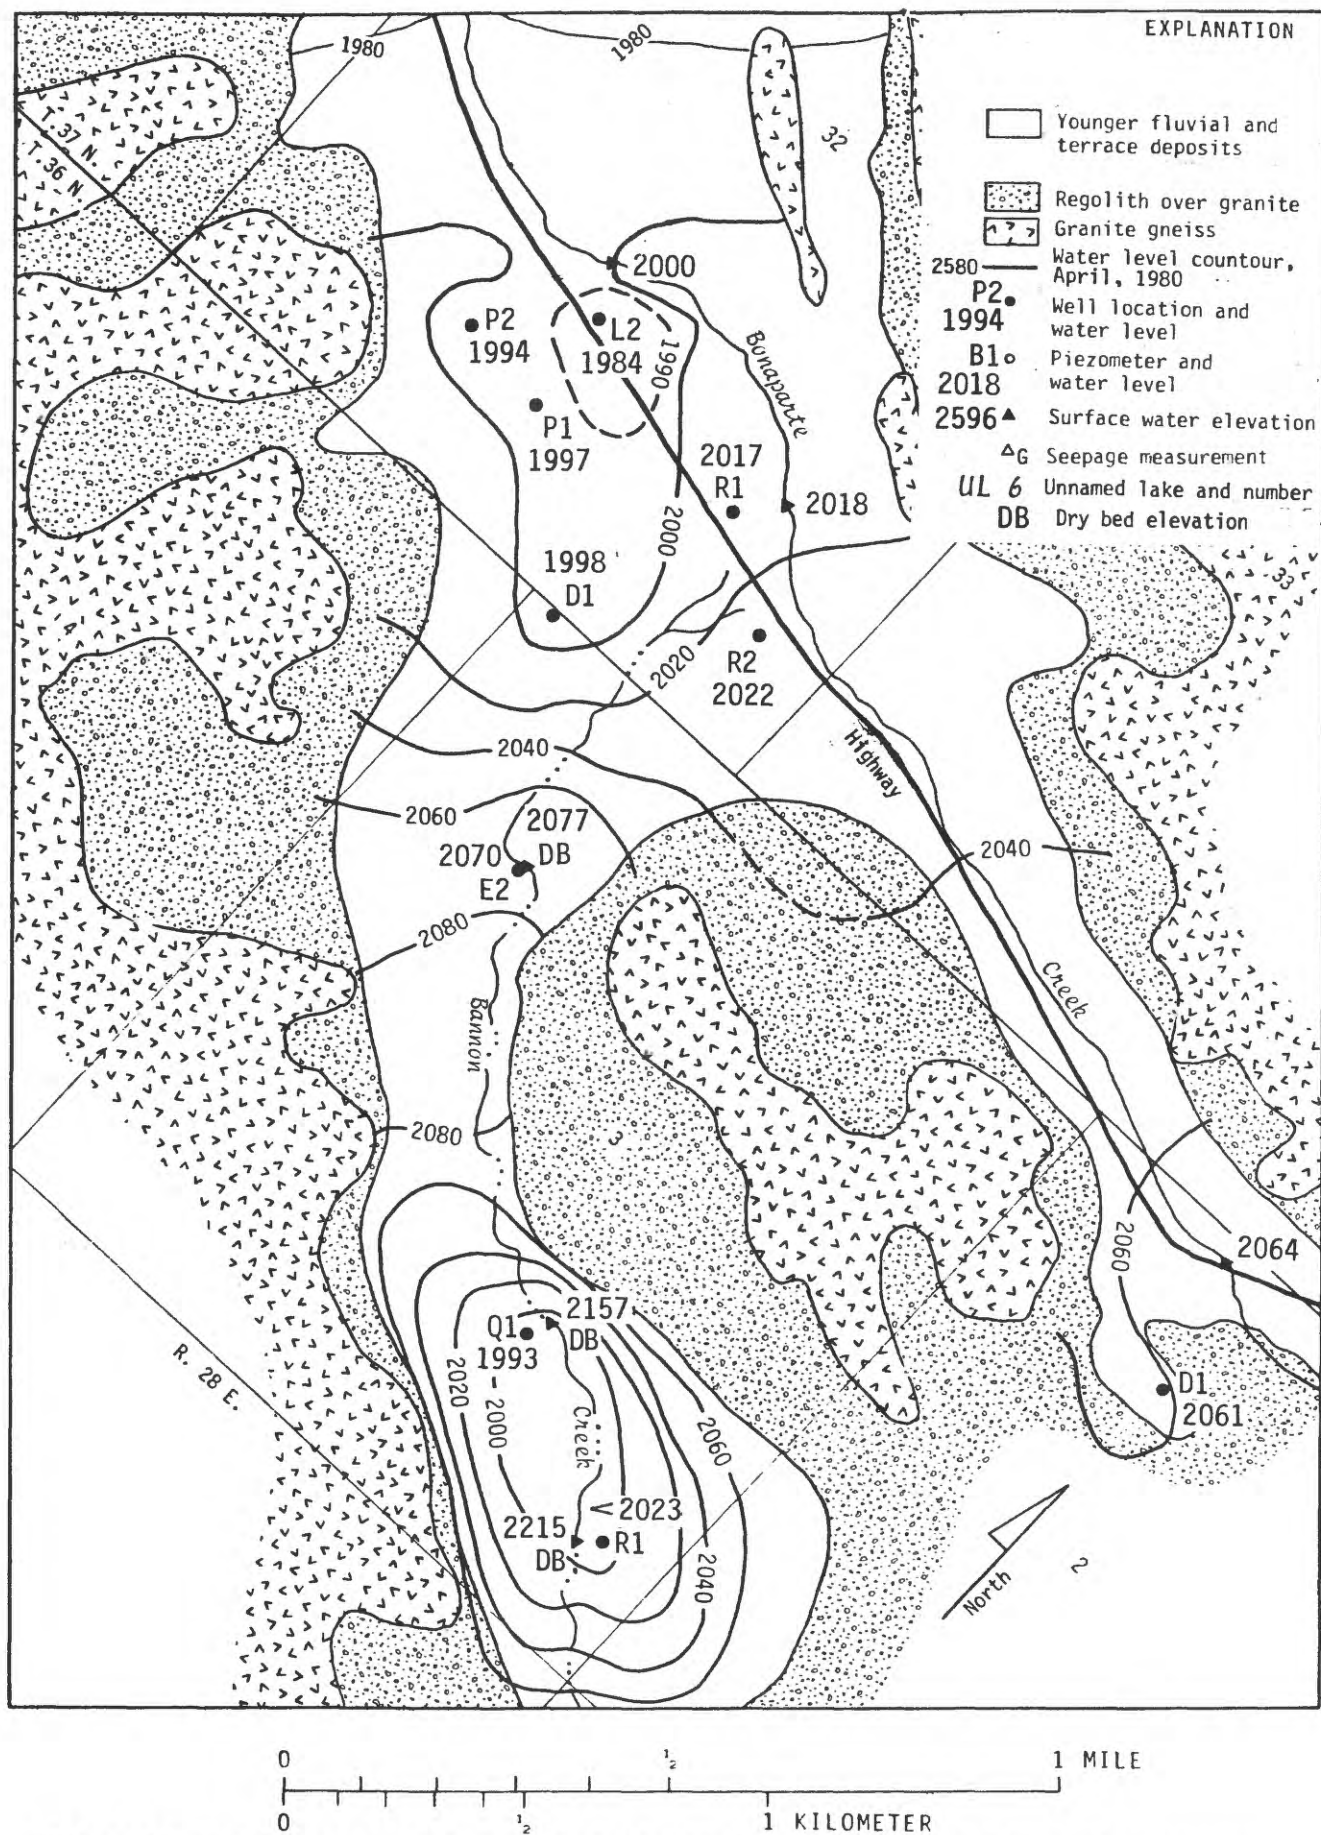 EXPLANATION
Younger fluvial and
terrace deposits
Regolith over granite
Granite gneiss
2580
Water level countour,
April, 1980
P2
1994
Well location and
water level
B1
2018
Piezometer and
water level
2596
Surface water elevation
G
Seepage measurement
UL 6
Unnamed lake and number
DB
Dry bed elevation
1980
1980
T.37 N.
T.36 N.
32
2000
P2
1994
L2
1984
1990
Bonaparte
P1
1997
2017
R1
2018
2000
1998
D1
33
2020
R2
2022
2040
Highway
2060
2077
DB
2070
E2
2040
2080
Bannon
Creek
2080
3
2060
2064
2157
DB
Q1
1993
R. 28 E.
2020
2000
Creek
2060
D1
2061
< 2023
2215
DB
R1
2040
North
2
0
½
1 MILE
0
½
1 KILOMETER